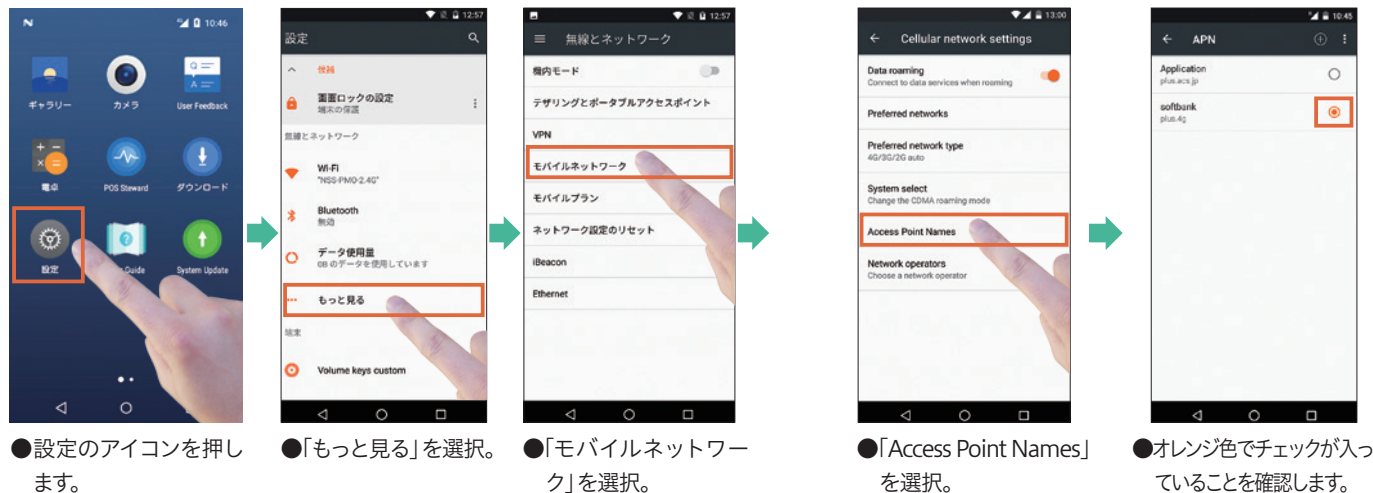 10:46
ギャラリー
カメラ
User Feedback
電卓
POS Steward
ダウンロード
設定
Guide
System Update
●設定のアイコンを押し
ます。
12:57
設定
候補
画面ロックの設定
端末の保護
無線とネットワーク
Wi-Fi
"NSS-PMO-2.4G"
Bluetooth
無効
データ使用量
0B のデータを使用しています
もっと見る
端末
Volume keys custom
●「もっと見る」を選択。
12:57
無線とネットワーク
機内モード
テザリングとポータブルアクセスポイント
VPN
モバイルネットワーク
モバイルプラン
ネットワーク設定のリセット
iBeacon
Ethernet
●「モバイルネットワー
ク」を選択。
13:00
Cellular network settings
Data roaming
Connect to data services when roaming
Preferred networks
Preferred network type
4G/3G/2G auto
System select
Change the CDMA roaming mode
Access Point Names
Network operators
Choose a network operator
●「Access Point Names」
を選択。
10:45
APN
Application
plus.acs.jp
softbank
plus.4g
●オレンジ色でチェックが入っ
ていることを確認します。